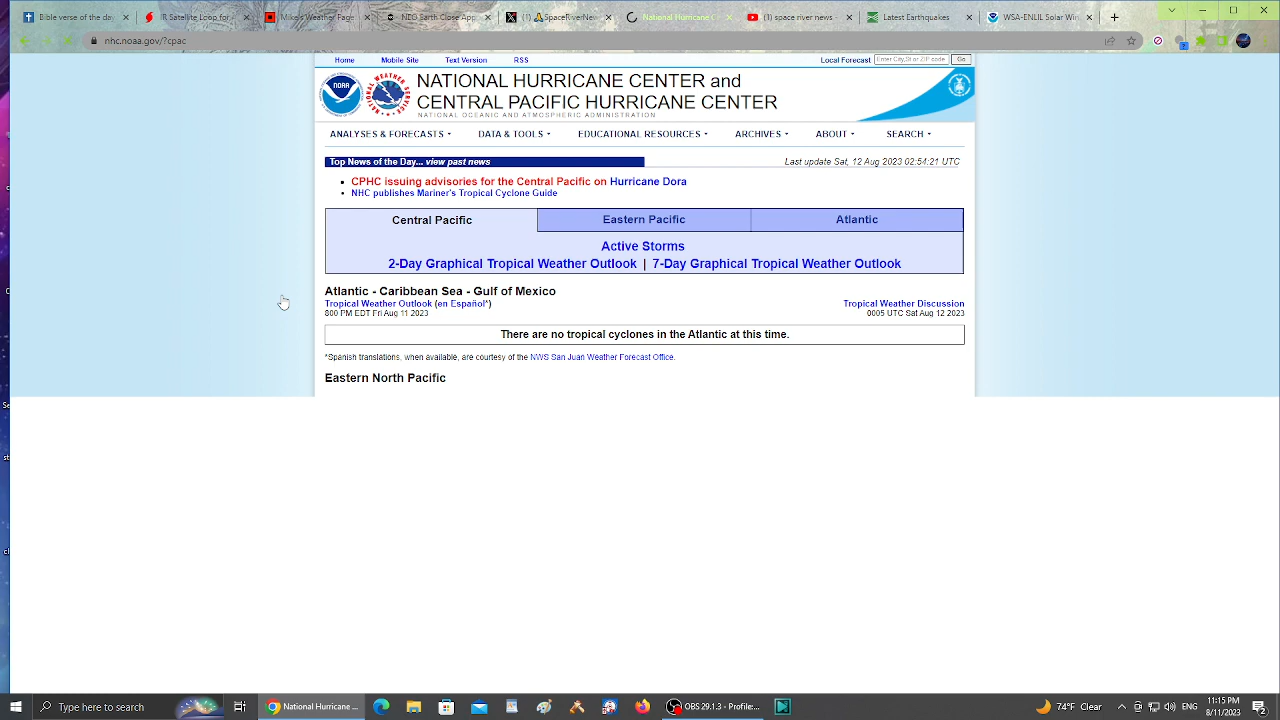 Bible verse of the day
IR Satellite Loop for
Mike's Weather Page
NEO Earth Close App
(1) SpaceRiverNew
National Hurricane C
(1) space river news
Latest Earthquakes
WSA-ENLIL Solar Win
nhc.noaa.gov/?cpac
Home Mobile Site Text Version RSS Local Forecast Enter City,St or ZIP code Go
NOAA
NATIONAL HURRICANE CENTER and
CENTRAL PACIFIC HURRICANE CENTER
NATIONAL OCEANIC AND ATMOSPHERIC ADMINISTRATION
ANALYSES & FORECASTS DATA & TOOLS EDUCATIONAL RESOURCES ARCHIVES ABOUT SEARCH
Top News of the Day... view past news Last update Sat, 12 Aug 2023 02:54:21 UTC
CPHC issuing advisories for the Central Pacific on Hurricane Dora
NHC publishes Mariner's Tropical Cyclone Guide
Central Pacific Eastern Pacific Atlantic
Active Storms
2-Day Graphical Tropical Weather Outlook | 7-Day Graphical Tropical Weather Outlook
Atlantic - Caribbean Sea - Gulf of Mexico
Tropical Weather Outlook (en Español*) Tropical Weather Discussion
800 PM EDT Fri Aug 11 2023 0005 UTC Sat Aug 12 2023
There are no tropical cyclones in the Atlantic at this time.
*Spanish translations, when available, are courtesy of the NWS San Juan Weather Forecast Office.
Eastern North Pacific
Type here to search
National Hurricane ...
OBS 29.1.3 - Profile:...
74°F Clear
ENG
11:15 PM
8/11/2023